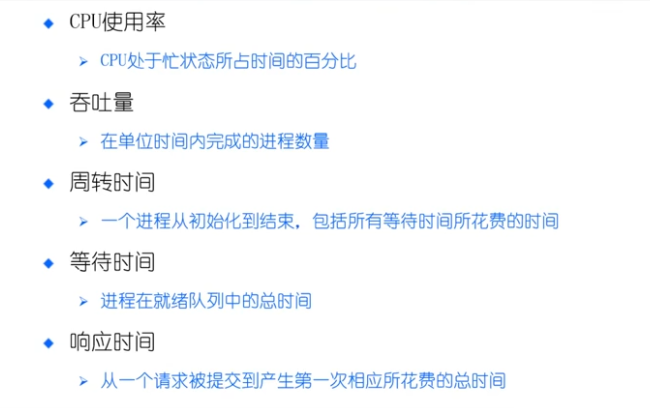 CPU使用率
CPU处于忙状态所占时间的百分比
吞吐量
在单位时间内完成的进程数量
周转时间
一个进程从初始化到结束，包括所有等待时间所花费的时间
等待时间
进程在就绪队列中的总时间
响应时间
从一个请求被提交到产生第一次相应所花费的总时间